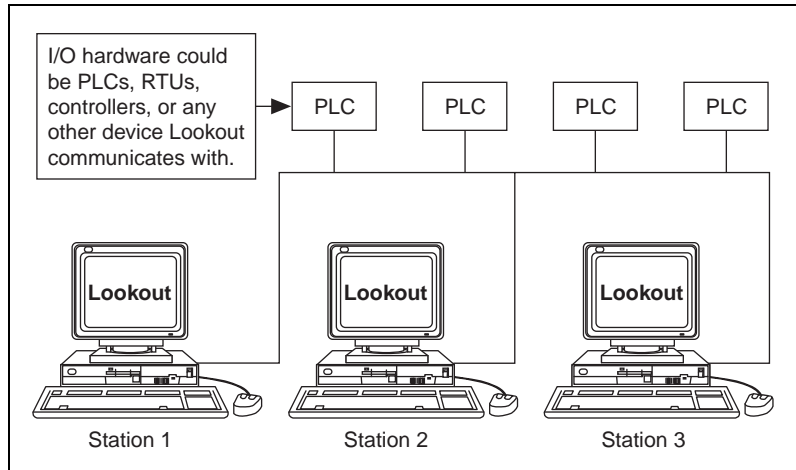 I/O hardware could
be PLCs, RTUs,
controllers, or any
other device Lookout
communicates with.
PLC
PLC
PLC
PLC
Lookout
Lookout
Lookout
Station 1
Station 2
Station 3